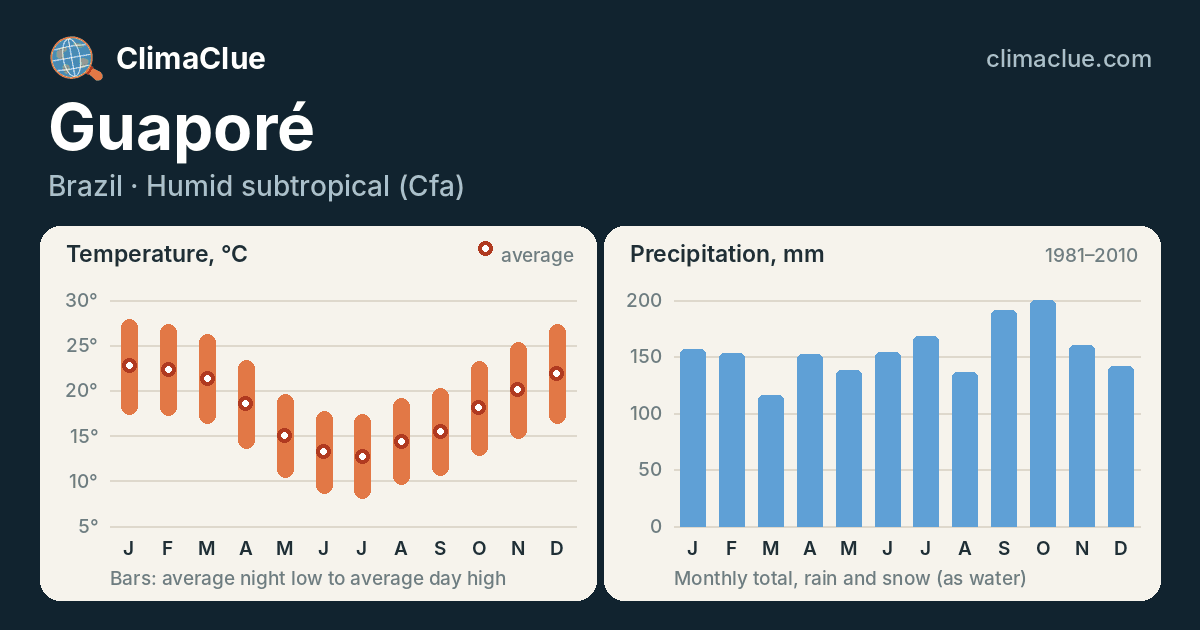 ClimaClue
climaclue.com
Guaporé
Brazil · Humid subtropical (Cfa)
Temperature, °C
average
30°
25°
20°
15°
10°
5°
J F M A M J J A S O N D
Bars: average night low to average day high
Precipitation, mm
1981–2010
200
150
100
50
0
J F M A M J J A S O N D
Monthly total, rain and snow (as water)